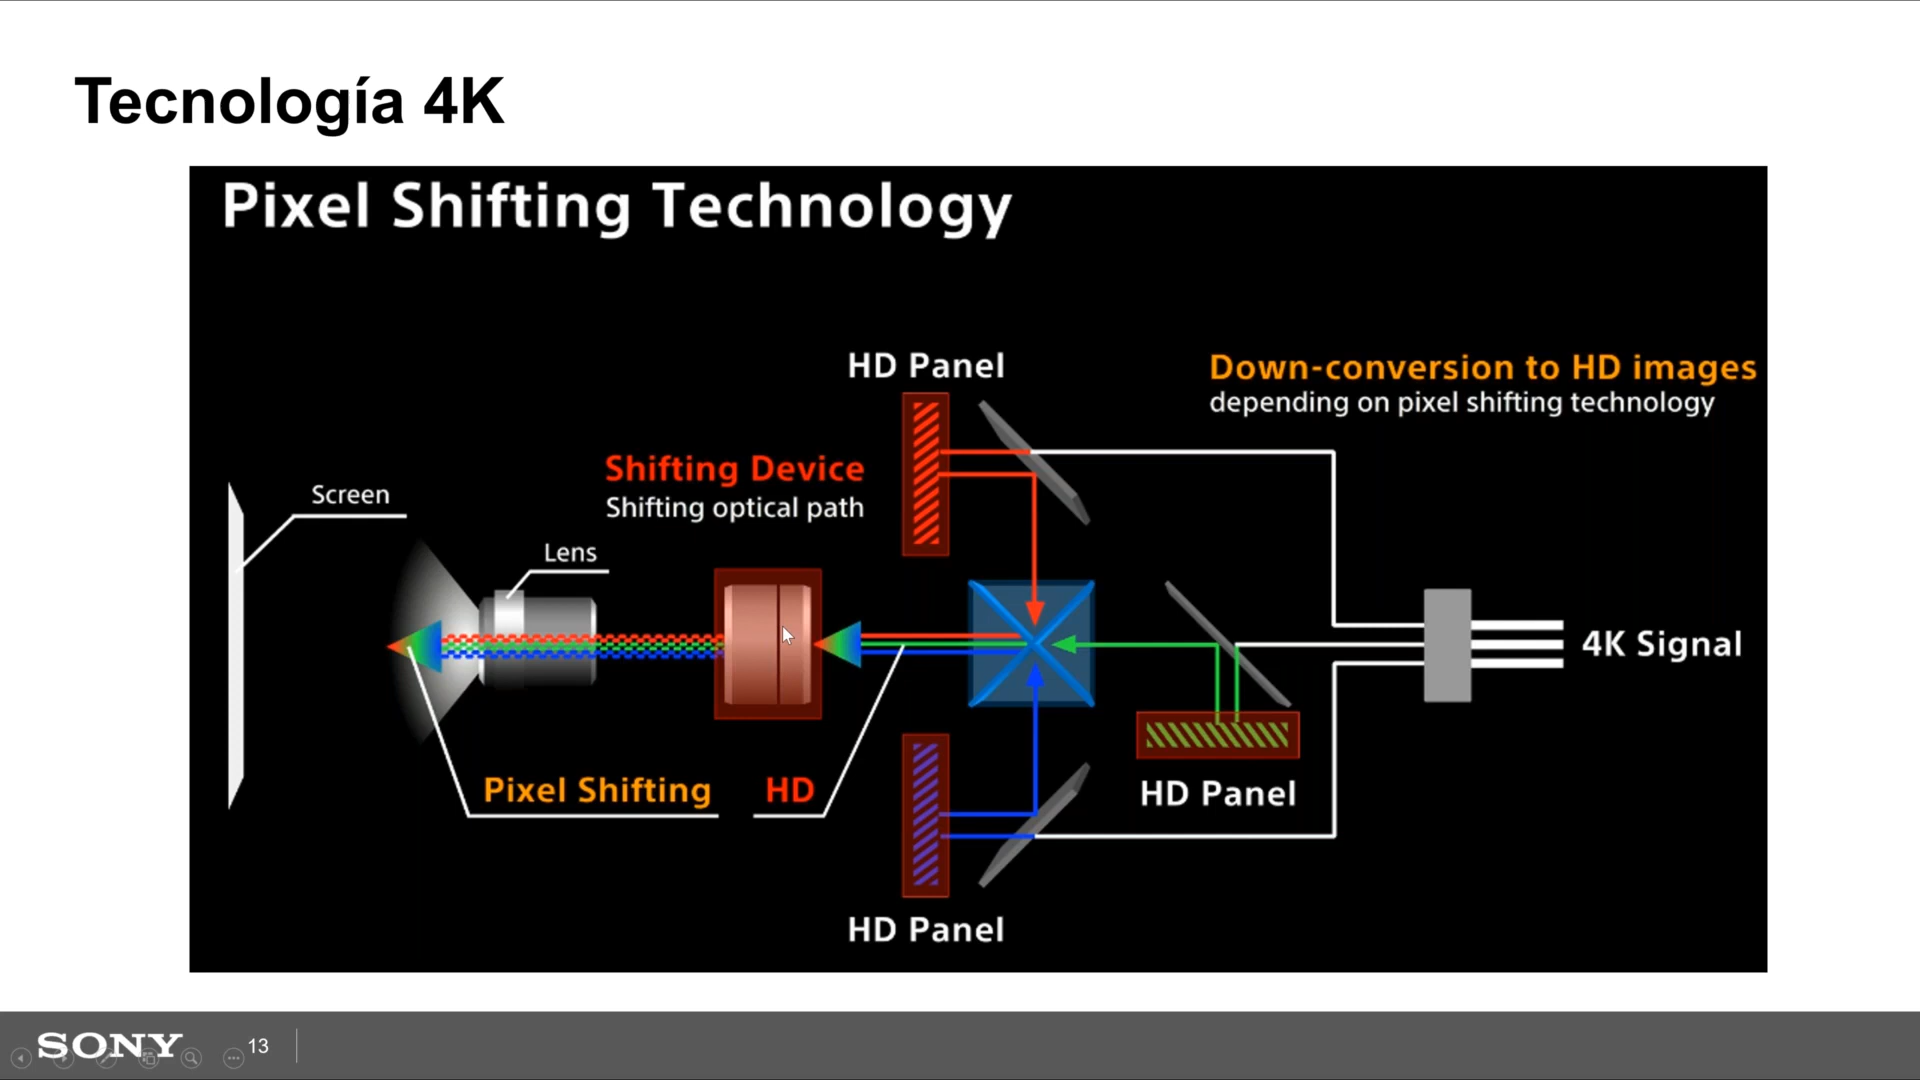 Tecnología 4K
Pixel Shifting Technology
HD Panel
Down-conversion to HD images
depending on pixel shifting technology
Shifting Device
Shifting optical path
Screen
Lens
4K Signal
Pixel Shifting
HD
HD Panel
HD Panel
SONY
13